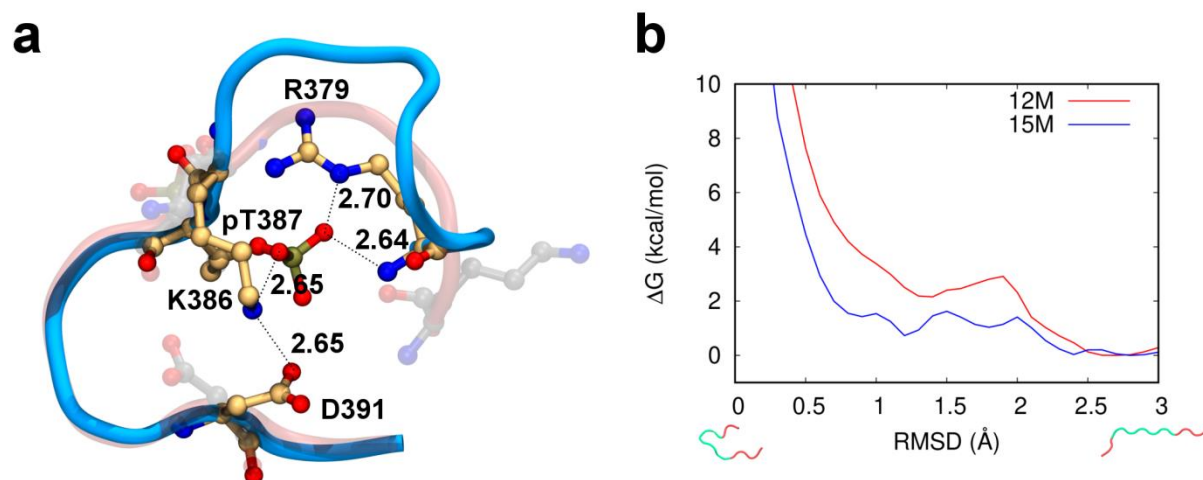 a
R379
2.70
pT387
2.64
2.65
K386
2.65
D391
b
ΔG (kcal/mol)
10
8
6
4
2
0
12M
15M
0 0.5 1 1.5 2 2.5 3
RMSD (Å)